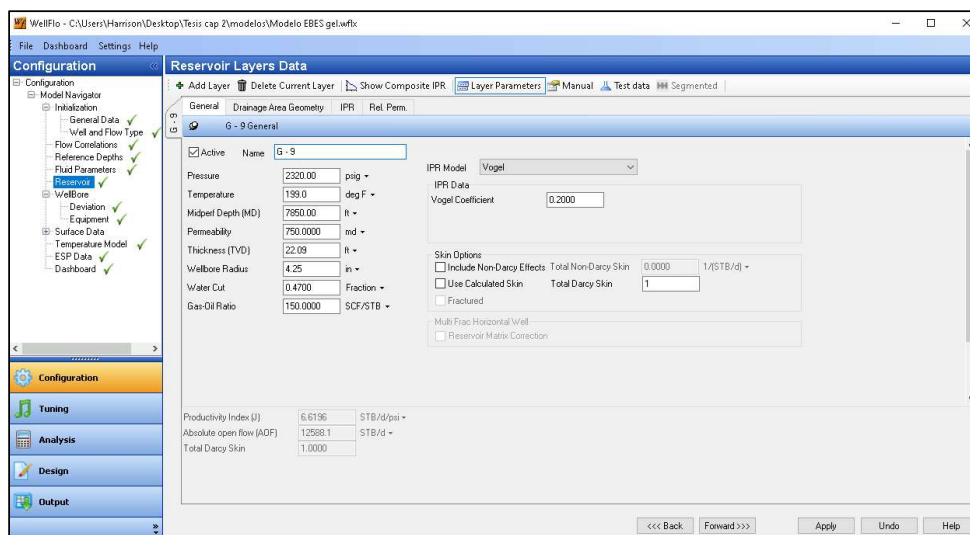 WellFlo - C:\Users\Harrison\Desktop\Tesis cap 2\modelos\Modelo EBES gel.wflx
File Dashboard Settings Help
Configuration
Configuration
Model Navigator
Initialization
General Data
Well and Flow Type
Flow Correlations
Reference Depths
Fluid Parameters
Reservoir
WellBore
Deviation
Equipment
Surface Data
Temperature Model
ESP Data
Dashboard
Configuration
Tuning
Analysis
Design
Output
Reservoir Layers Data
Add Layer Delete Current Layer Show Composite IPR Layer Parameters Manual Test data Segmented
G - 9
General Drainage Area Geometry IPR Rel. Perm.
G - 9 General
Active Name G - 9
Pressure 2320.00 psig
Temperature 199.0 deg F
Midperf Depth (MD) 7850.00 ft
Permeability 750.0000 md
Thickness (TVD) 22.09 ft
Wellbore Radius 4.25 in
Water Cut 0.4700 Fraction
Gas-Oil Ratio 150.0000 SCF/STB
IPR Model Vogel
IPR Data
Vogel Coefficient 0.2000
Skin Options
Include Non-Darcy Effects Total Non-Darcy Skin 0.0000 1/(STB/d)
Use Calculated Skin Total Darcy Skin 1
Fractured
Multi Frac Horizontal Well
Reservoir Matrix Correction
Productivity Index (J) 6.6196 STB/d/psi
Absolute open flow (AOF) 12588.1 STB/d
Total Darcy Skin 1.0000
<<< Back Forward >>> Apply Undo Help